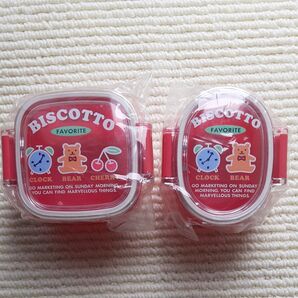 BISCOTTO
FAVORITE
CLOCK BEAR CHERRY
GO MARKETING ON SUNDAY MORNING.
YOU CAN FIND
MARVELLOUS THINGS.
BISCOTTO
FAVORITE
CLOCK BEAR
GO MARKETING ON SUNDAY
MORNING. YOU CAN FIND
MARVELLOUS THINGS.